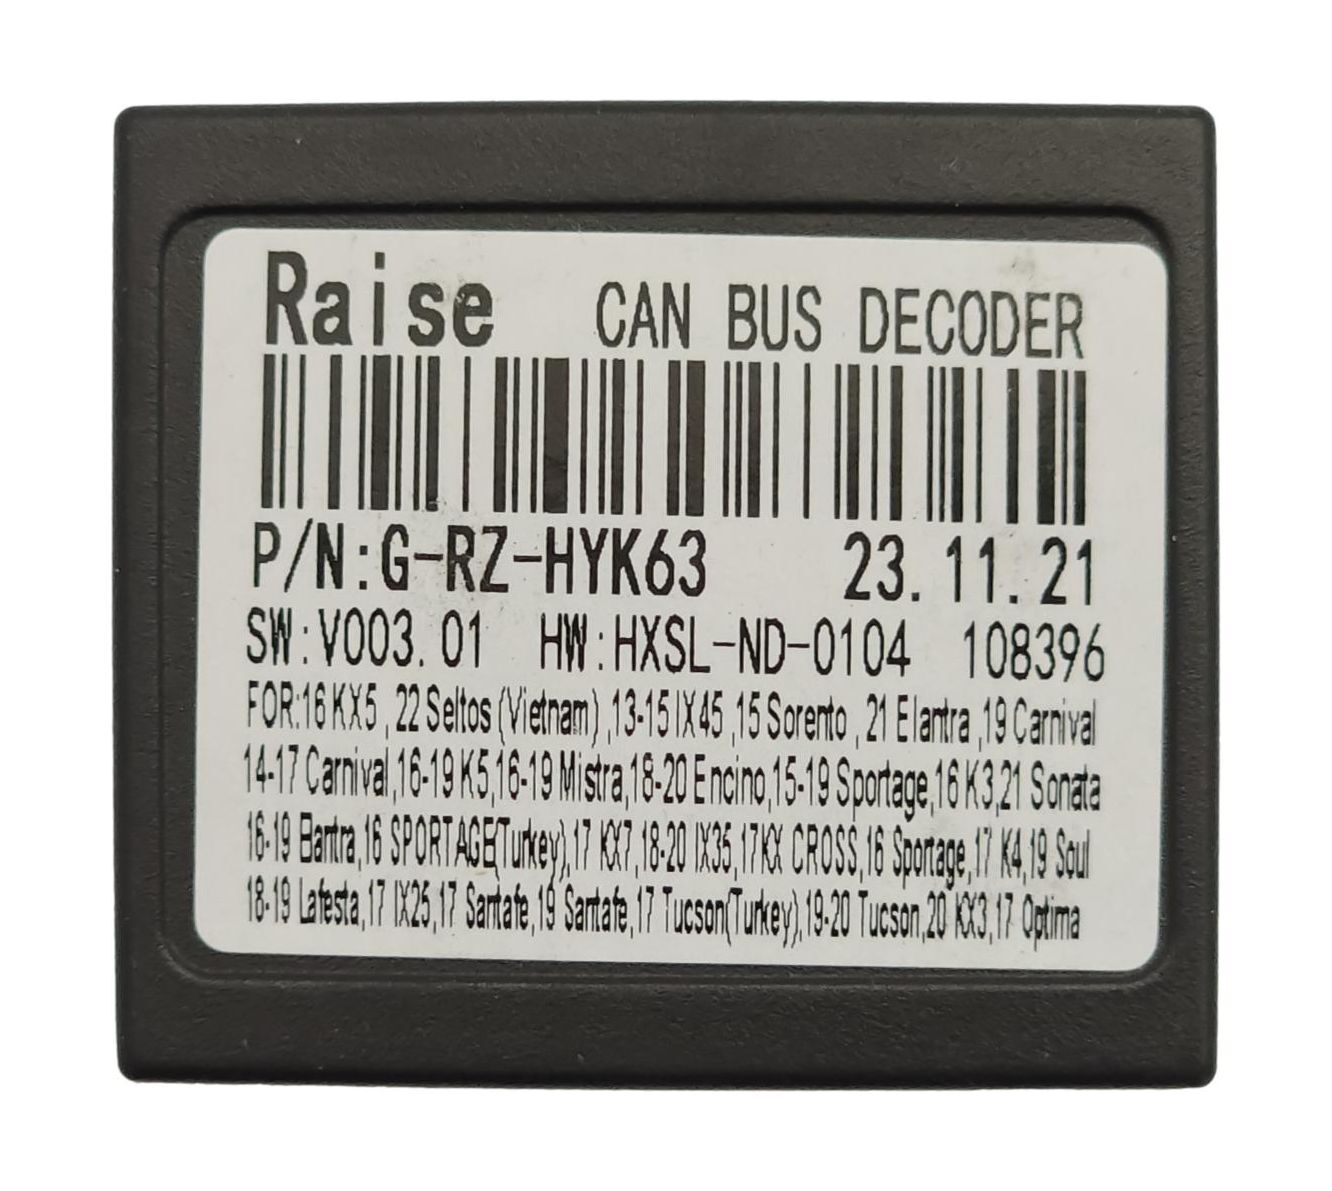 Raise CAN BUS DECODER
P/N:G-RZ-HYK63 23.11.21
SW:V003.01 HW:HXSL-ND-0104 108396
FOR:16 KX5 ,22 Seltos (Vietnam) ,13-15 IX45 ,15 Sorento ,21 Elantra ,19 Carnival
14-17 Carnival,16-19 K5,16-19 Mistra,18-20 Encino,15-19 Sportage,16 K3,21 Sonata
16-19 Elantra,16 SPORTAGE(Turkey),17 KX7,18-20 IX35,17KX CROSS,16 Sportage,17 K4,19 Soul
18-19 Lafesta,17 IX25,17 Santafe,19 Santafe,17 Tucson(Turkey),19-20 Tucson,20 KX3,17 Optima